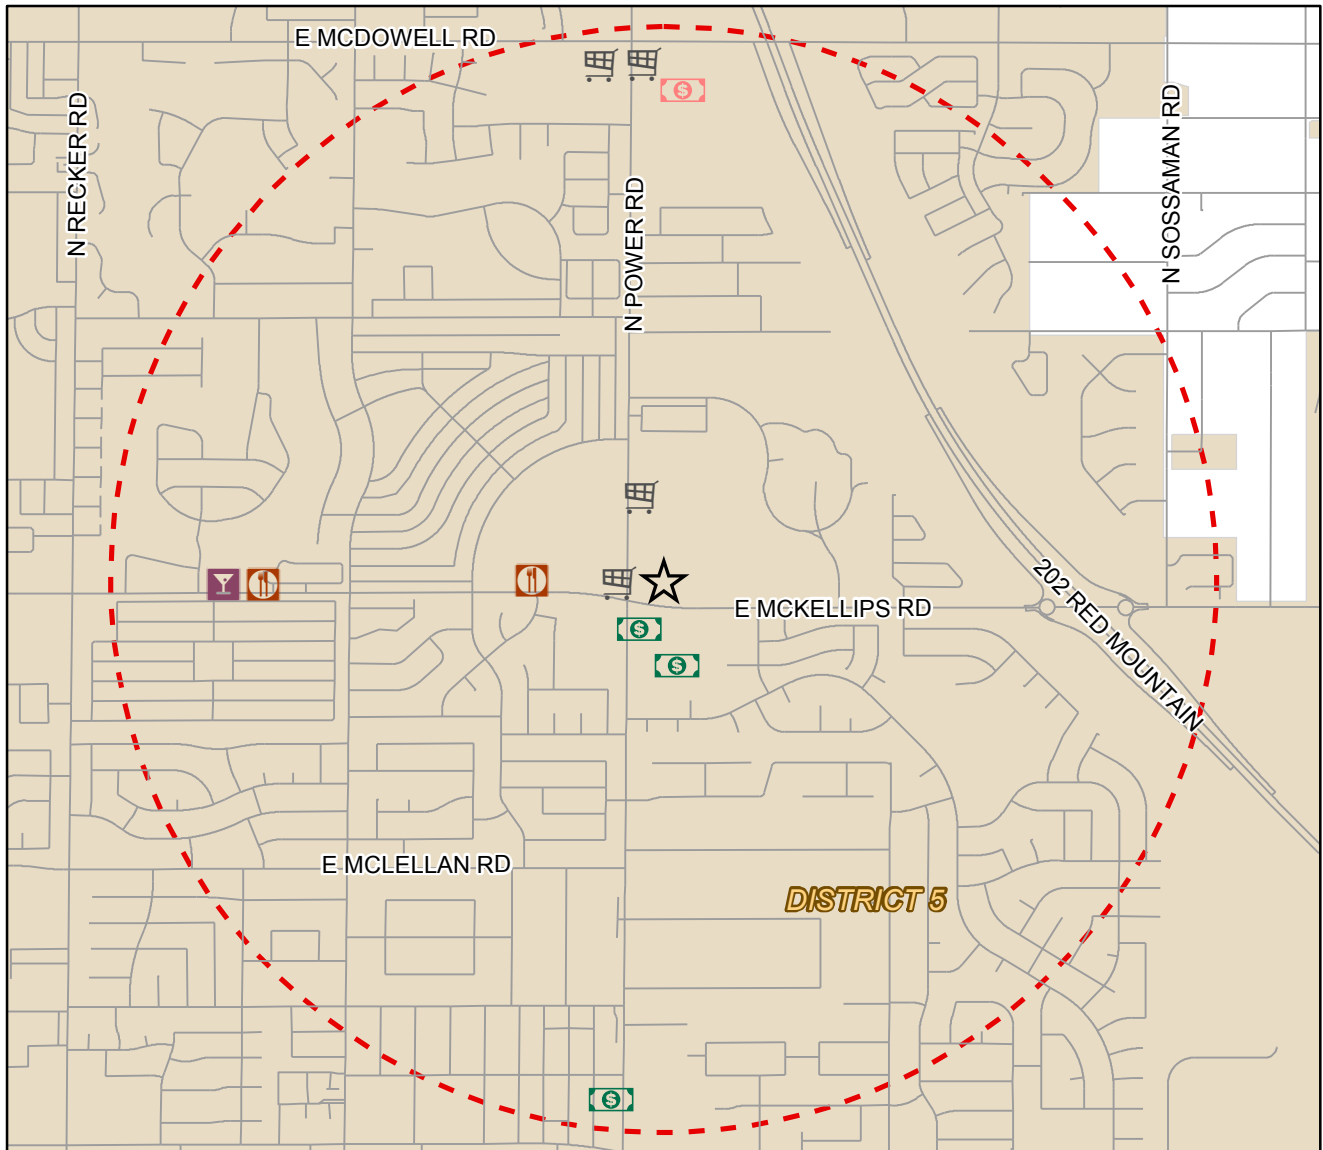 E MCDOWELL RD
N RECKER RD
N POWER RD
N SOSSAMAN RD
E MCKELLIPS RD
202 RED MOUNTAIN
E MCLELLAN RD
DISTRICT 5
$
$
$
$